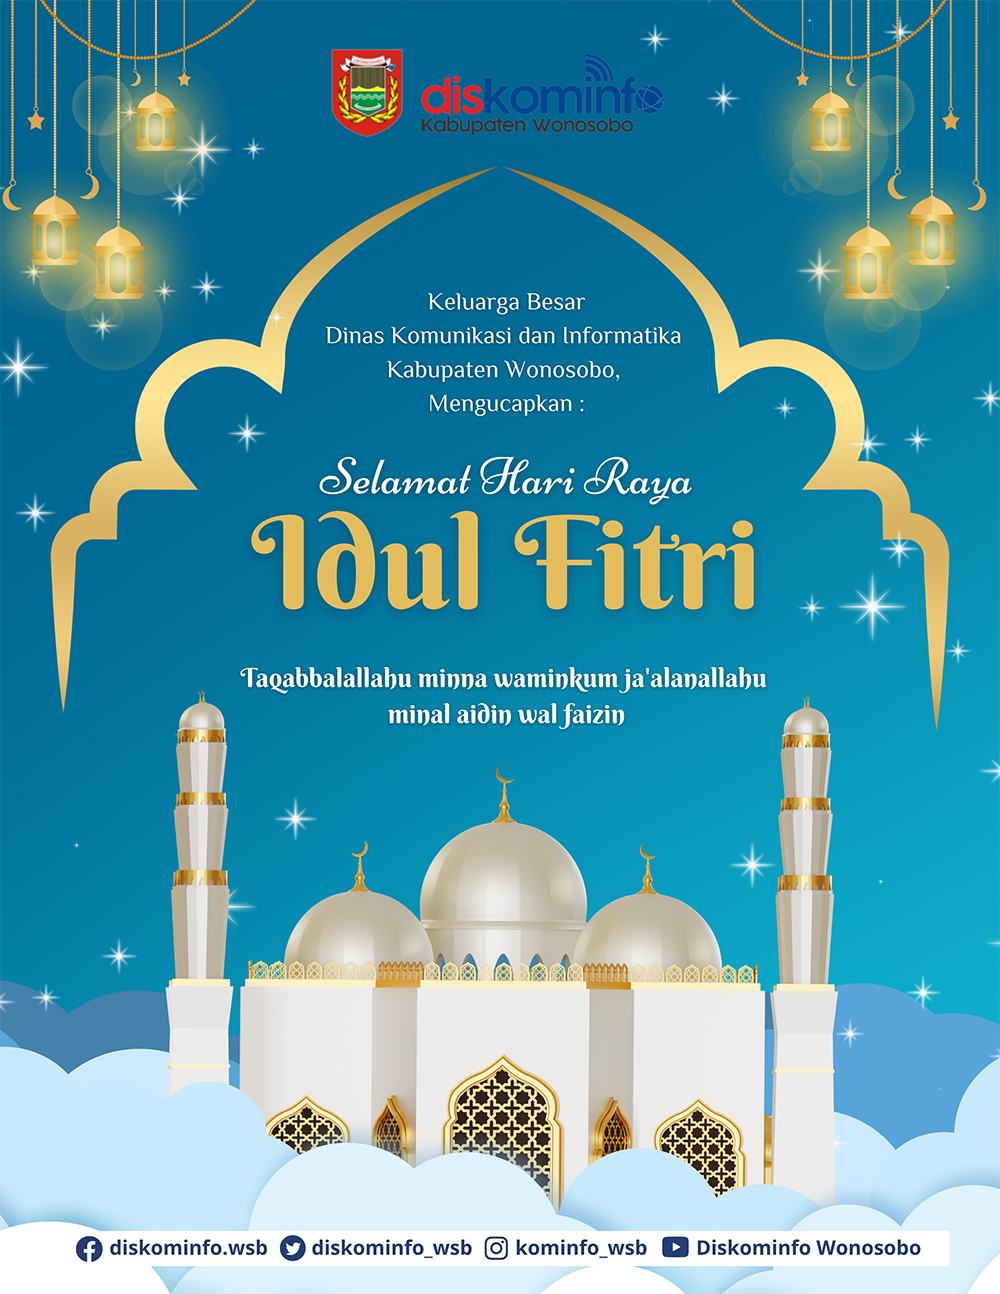 diskominfo
Kabupaten Wonosobo
Keluarga Besar
Dinas Komunikasi dan Informatika
Kabupaten Wonosobo,
Mengucapkan :
Selamat Hari Raya
Idul Fitri
Taqabbalallahu minna waminkum ja'alanallahu
minal aidin wal faizin
diskominfo.wsb diskominfo_wsb kominfo_wsb Diskominfo Wonosobo